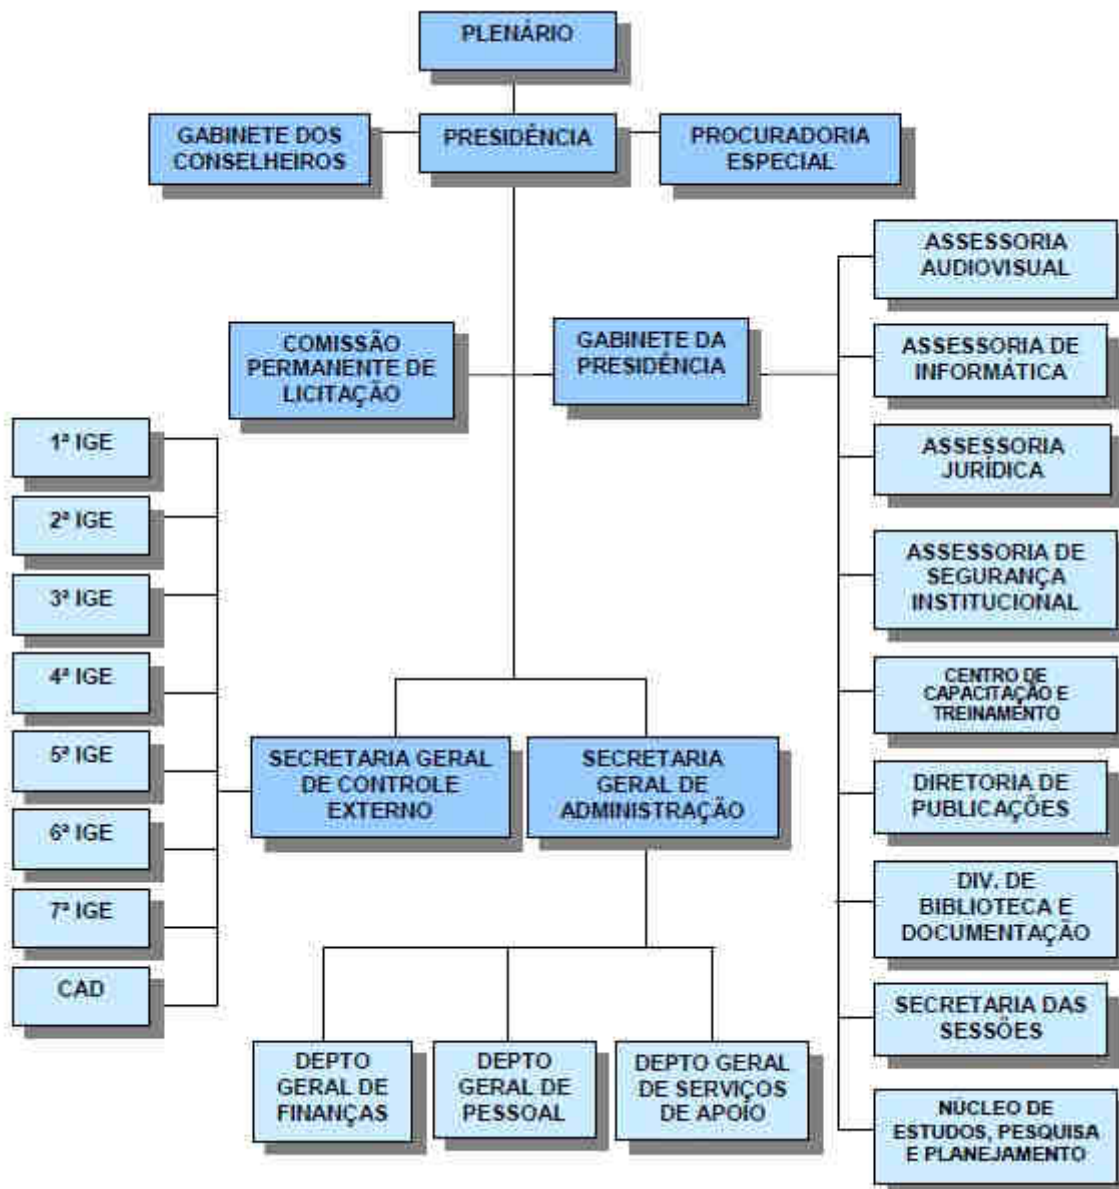 PLENÁRIO
GABINETE DOS
CONSELHEIROS
PRESIDÊNCIA
PROCURADORIA
ESPECIAL
ASSESSORIA
AUDIOVISUAL
COMISSÃO
PERMANENTE DE
LICITAÇÃO
GABINETE DA
PRESIDÊNCIA
ASSESSORIA DE
INFORMÁTICA
ASSESSORIA
JURÍDICA
ASSESSORIA DE
SEGURANÇA
INSTITUCIONAL
CENTRO DE
CAPACITAÇÃO E
TREINAMENTO
DIRETORIA DE
PUBLICAÇÕES
DIV. DE
BIBLIOTECA E
DOCUMENTAÇÃO
SECRETARIA DAS
SESSÕES
NÚCLEO DE
ESTUDOS, PESQUISA
E PLANEJAMENTO
1ª IGE
2ª IGE
3ª IGE
4ª IGE
5ª IGE
6ª IGE
7ª IGE
CAD
SECRETARIA GERAL
DE CONTROLE
EXTERNO
SECRETARIA
GERAL DE
ADMINISTRAÇÃO
DEPTO
GERAL DE
FINANÇAS
DEPTO
GERAL DE
PESSOAL
DEPTO GERAL
DE SERVIÇOS
DE APOIO